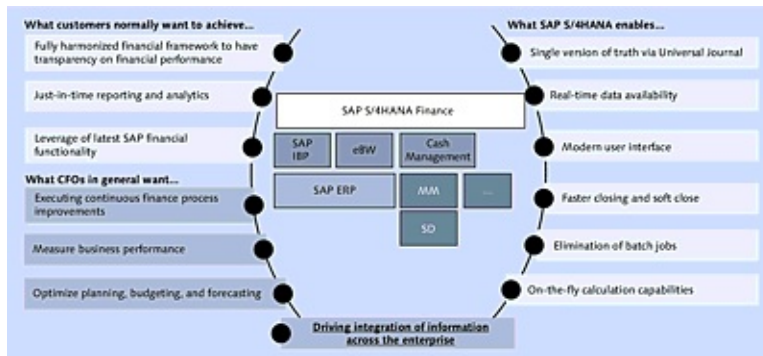 What customers normally want to achieve...
Fully harmonized financial framework to have
transparency on financial performance
Just-in-time reporting and analytics
Leverage of latest SAP financial
functionality
What CFOs in general want...
Executing continuous finance process
improvements
Measure business performance
Optimize planning, budgeting, and forecasting
SAP S/4HANA Finance
SAP
IBP
eBW
Cash
Management
SAP ERP
MM
...
SD
Driving integration of information
across the enterprise
What SAP S/4HANA enables...
Single version of truth via Universal Journal
Real-time data availability
Modern user interface
Faster closing and soft close
Elimination of batch jobs
On-the-fly calculation capabilities